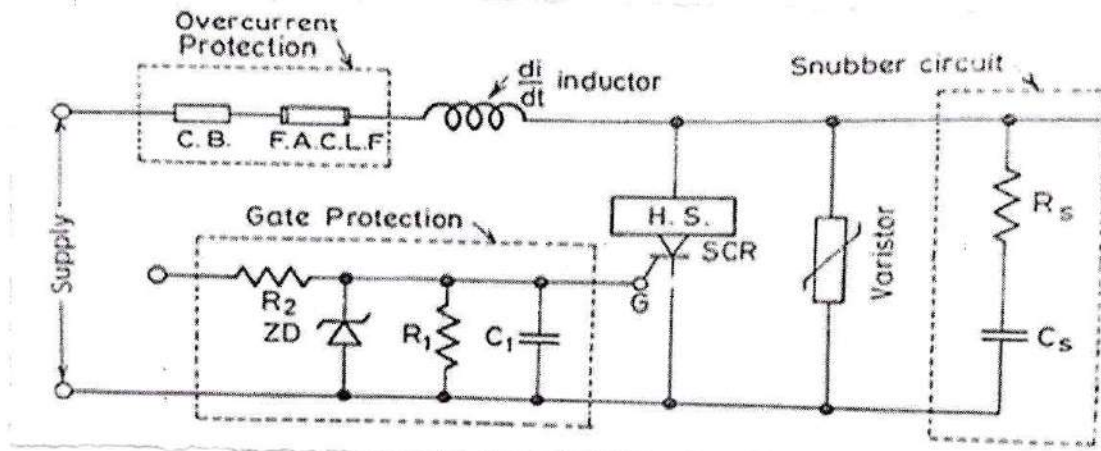 Overcurrent
Protection
di
dt inductor
Snubber circuit
C.B. F.A.C.L.F
H.S.
SCR
Gate Protection
Supply
R2
ZD
R1
C1
G
Varistor
Rs
Cs